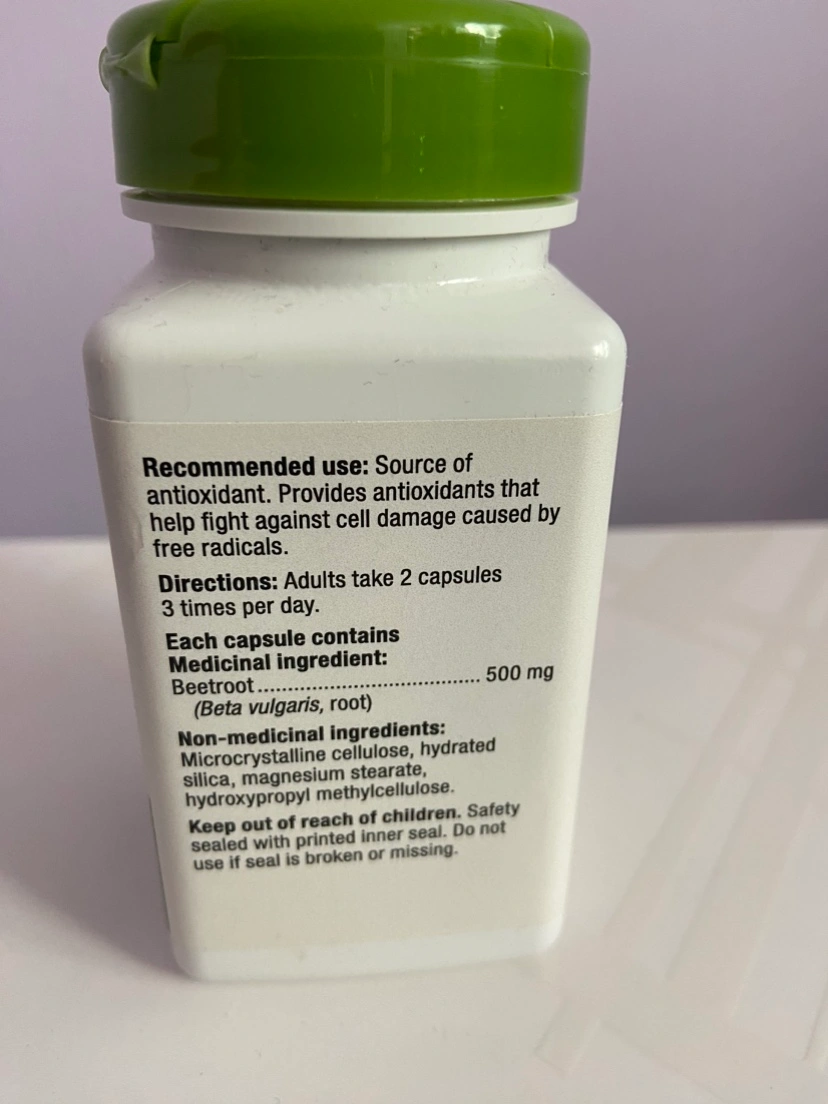 Recommended use: Source of
antioxidant. Provides antioxidants that
help fight against cell damage caused by
free radicals.
Directions: Adults take 2 capsules
3 times per day.
Each capsule contains
Medicinal ingredient:
Beetroot.................................... 500 mg
(Beta vulgaris, root)
Non-medicinal ingredients:
Microcrystalline cellulose, hydrated
silica, magnesium stearate,
hydroxypropyl methylcellulose.
Keep out of reach of children. Safety
sealed with printed inner seal. Do not
use if seal is broken or missing.